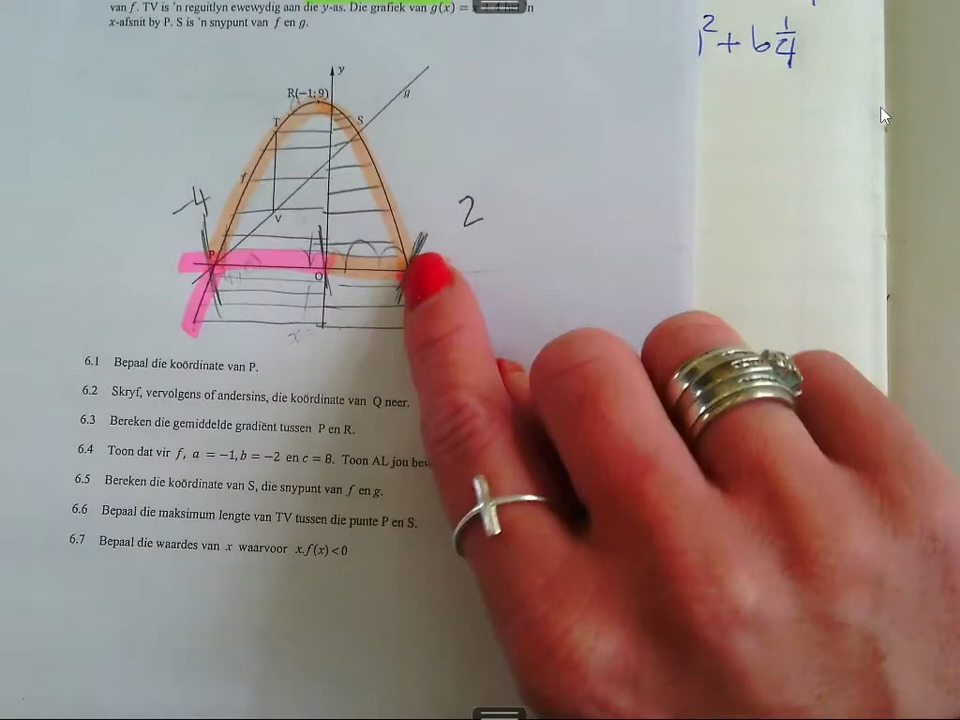 van f. TV is 'n reguitlyn ewewydig aan die y-as. Die grafiek van g(x) = x + 4 'n
x-afsnit by P. S is 'n snypunt van f en g.
1² + 6 1/4
y
R(−1; 9)
g
T
S
f
-4
2
V
P
O
x
6.1 Bepaal die koördinate van P.
6.2 Skryf, vervolgens of andersins, die koördinate van Q neer.
6.3 Bereken die gemiddelde gradiënt tussen P en R.
6.4 Toon dat vir f, a = −1, b = −2 en c = 8. Toon AL jou
6.5 Bereken die koördinate van S, die snypunt van f en g.
6.6 Bepaal die maksimum lengte van TV tussen die punte P en S.
6.7 Bepaal die waardes van x waarvoor x.f(x) < 0